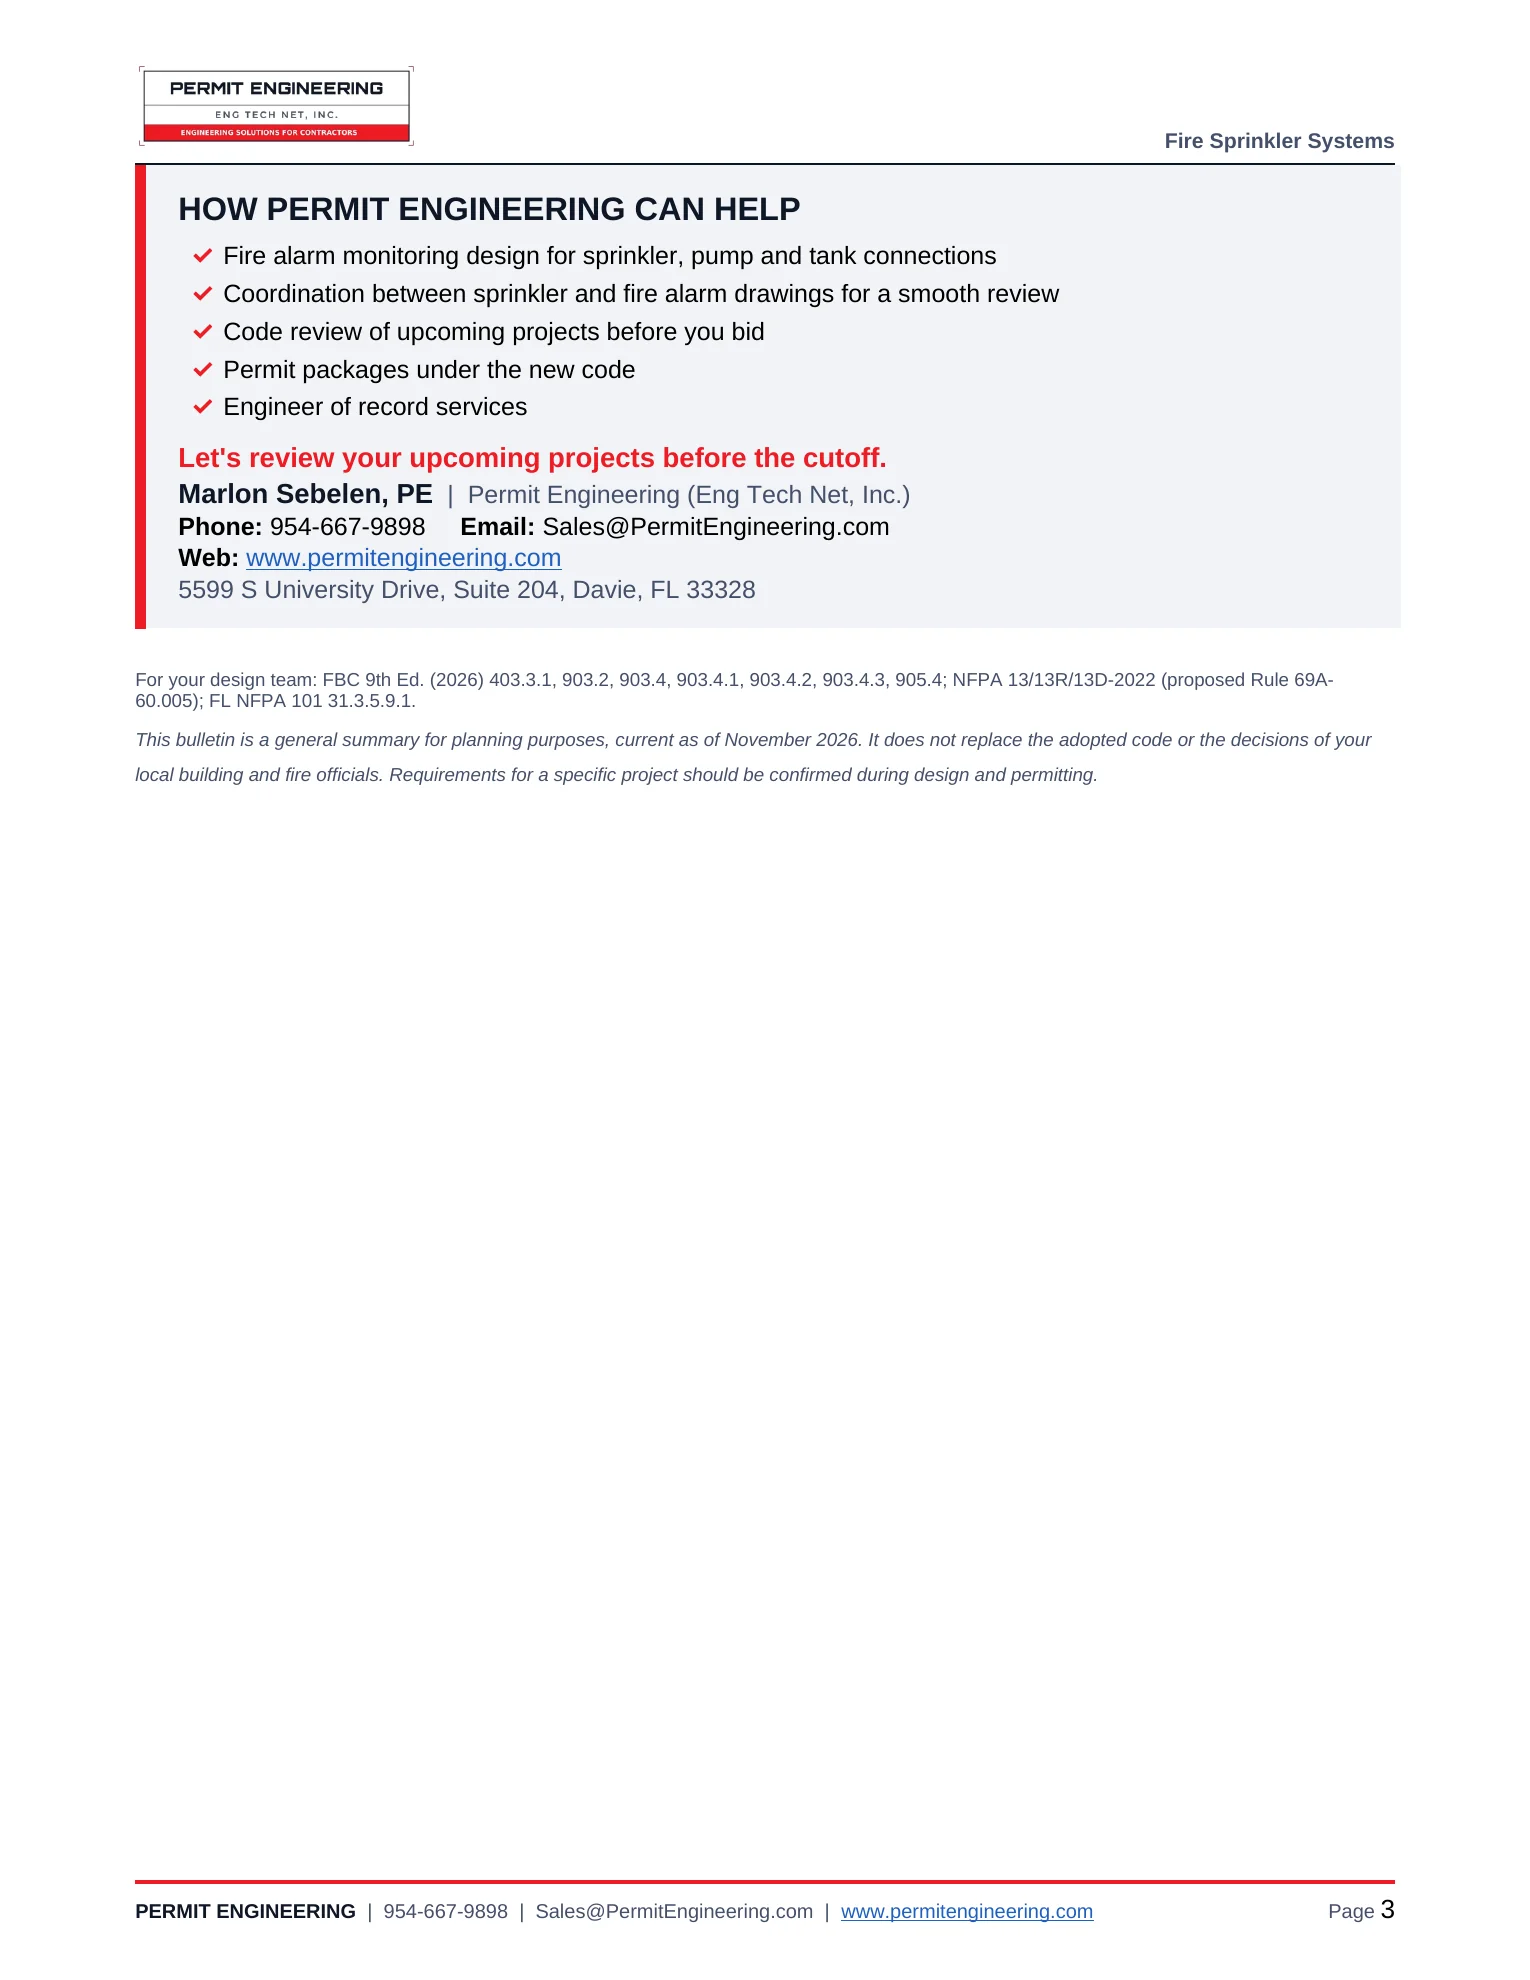 PERMIT ENGINEERING
ENG TECH NET, INC.
ENGINEERING SOLUTIONS FOR CONTRACTORS
Fire Sprinkler Systems
HOW PERMIT ENGINEERING CAN HELP
Fire alarm monitoring design for sprinkler, pump and tank connections
Coordination between sprinkler and fire alarm drawings for a smooth review
Code review of upcoming projects before you bid
Permit packages under the new code
Engineer of record services
Let's review your upcoming projects before the cutoff.
Marlon Sebelen, PE | Permit Engineering (Eng Tech Net, Inc.)
Phone: 954-667-9898 Email: Sales@PermitEngineering.com
Web: www.permitengineering.com
5599 S University Drive, Suite 204, Davie, FL 33328
For your design team: FBC 9th Ed. (2026) 403.3.1, 903.2, 903.4, 903.4.1, 903.4.2, 903.4.3, 905.4; NFPA 13/13R/13D-2022 (proposed Rule 69A-
60.005); FL NFPA 101 31.3.5.9.1.
This bulletin is a general summary for planning purposes, current as of November 2026. It does not replace the adopted code or the decisions of your
local building and fire officials. Requirements for a specific project should be confirmed during design and permitting.
PERMIT ENGINEERING | 954-667-9898 | Sales@PermitEngineering.com | www.permitengineering.com Page 3